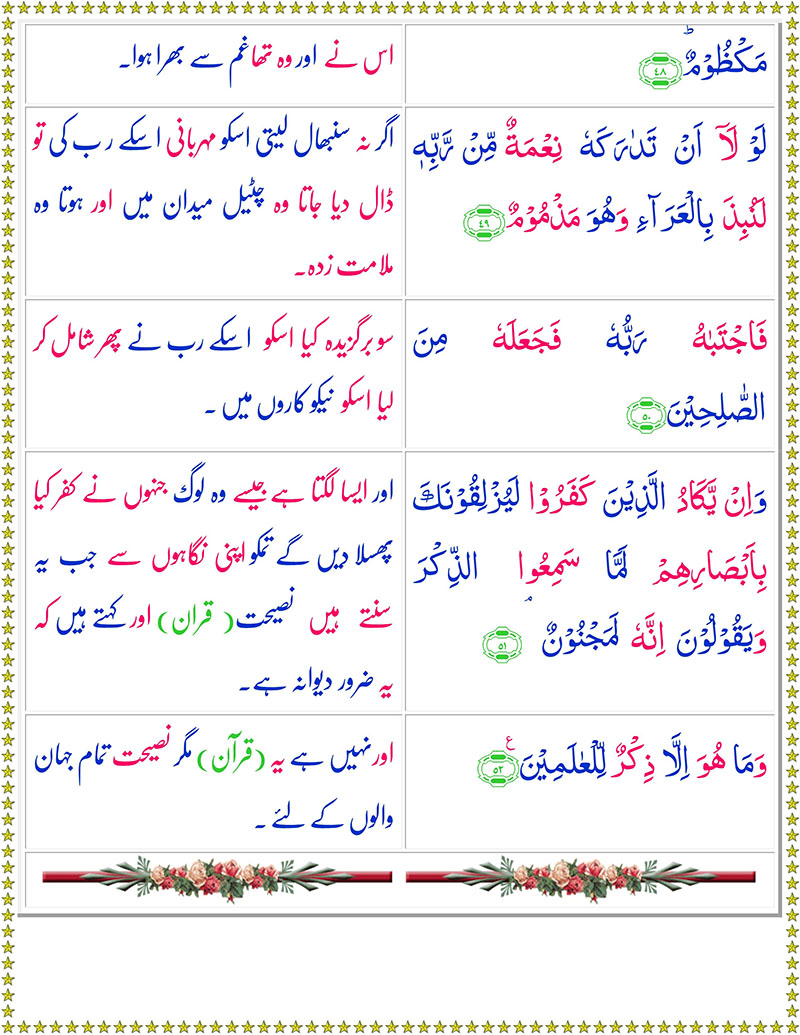 مَكْظُوْمٌؕ ﴿٤٨﴾
اس نے اور وہ تھا غم سے بھرا ہوا۔
لَوْ لَاۤ اَنْ تَدٰرَكَهٗ نِعْمَةٌ مِّنْ رَّبِّهٖ
لَنُبِذَ بِالْعَرَآءِ وَهُوَ مَذْمُوْمٌ ﴿٤٩﴾
اگر نہ سنبھال لیتی اسکو مہربانی اسکے رب کی تو
ڈال دیا جاتا وہ چٹیل میدان میں اور ہوتا وہ
ملامت زدہ۔
فَاجْتَبٰهُ رَبُّهٗ فَجَعَلَهٗ مِنَ
الصّٰلِحِيْنَ ﴿٥٠﴾
سو برگزیدہ کیا اسکو اسکے رب نے پھر شامل کر
لیا اسکو نیکوکاروں میں۔
وَاِنْ يَّكَادُ الَّذِيْنَ كَفَرُوْا لَيُزْلِقُوْنَكَ
بِاَبْصَارِهِمْ لَمَّا سَمِعُوا الذِّكْرَ
وَيَقُوْلُوْنَ اِنَّهٗ لَمَجْنُوْنٌ ﴿٥١﴾
اور ایسا لگتا ہے جیسے وہ لوگ جنہوں نے کفر کیا
پھسلا دیں گے تمکو اپنی نگاہوں سے جب یہ
سنتے ہیں نصیحت (قران) اور کہتے ہیں کہ
یہ ضرور دیوانہ ہے۔
وَمَا هُوَ اِلَّا ذِكْرٌ لِّلْعٰلَمِيْنَ ﴿٥٢﴾ ع
اور نہیں ہے یہ (قرآن) مگر نصیحت تمام جہان
والوں کے لئے۔